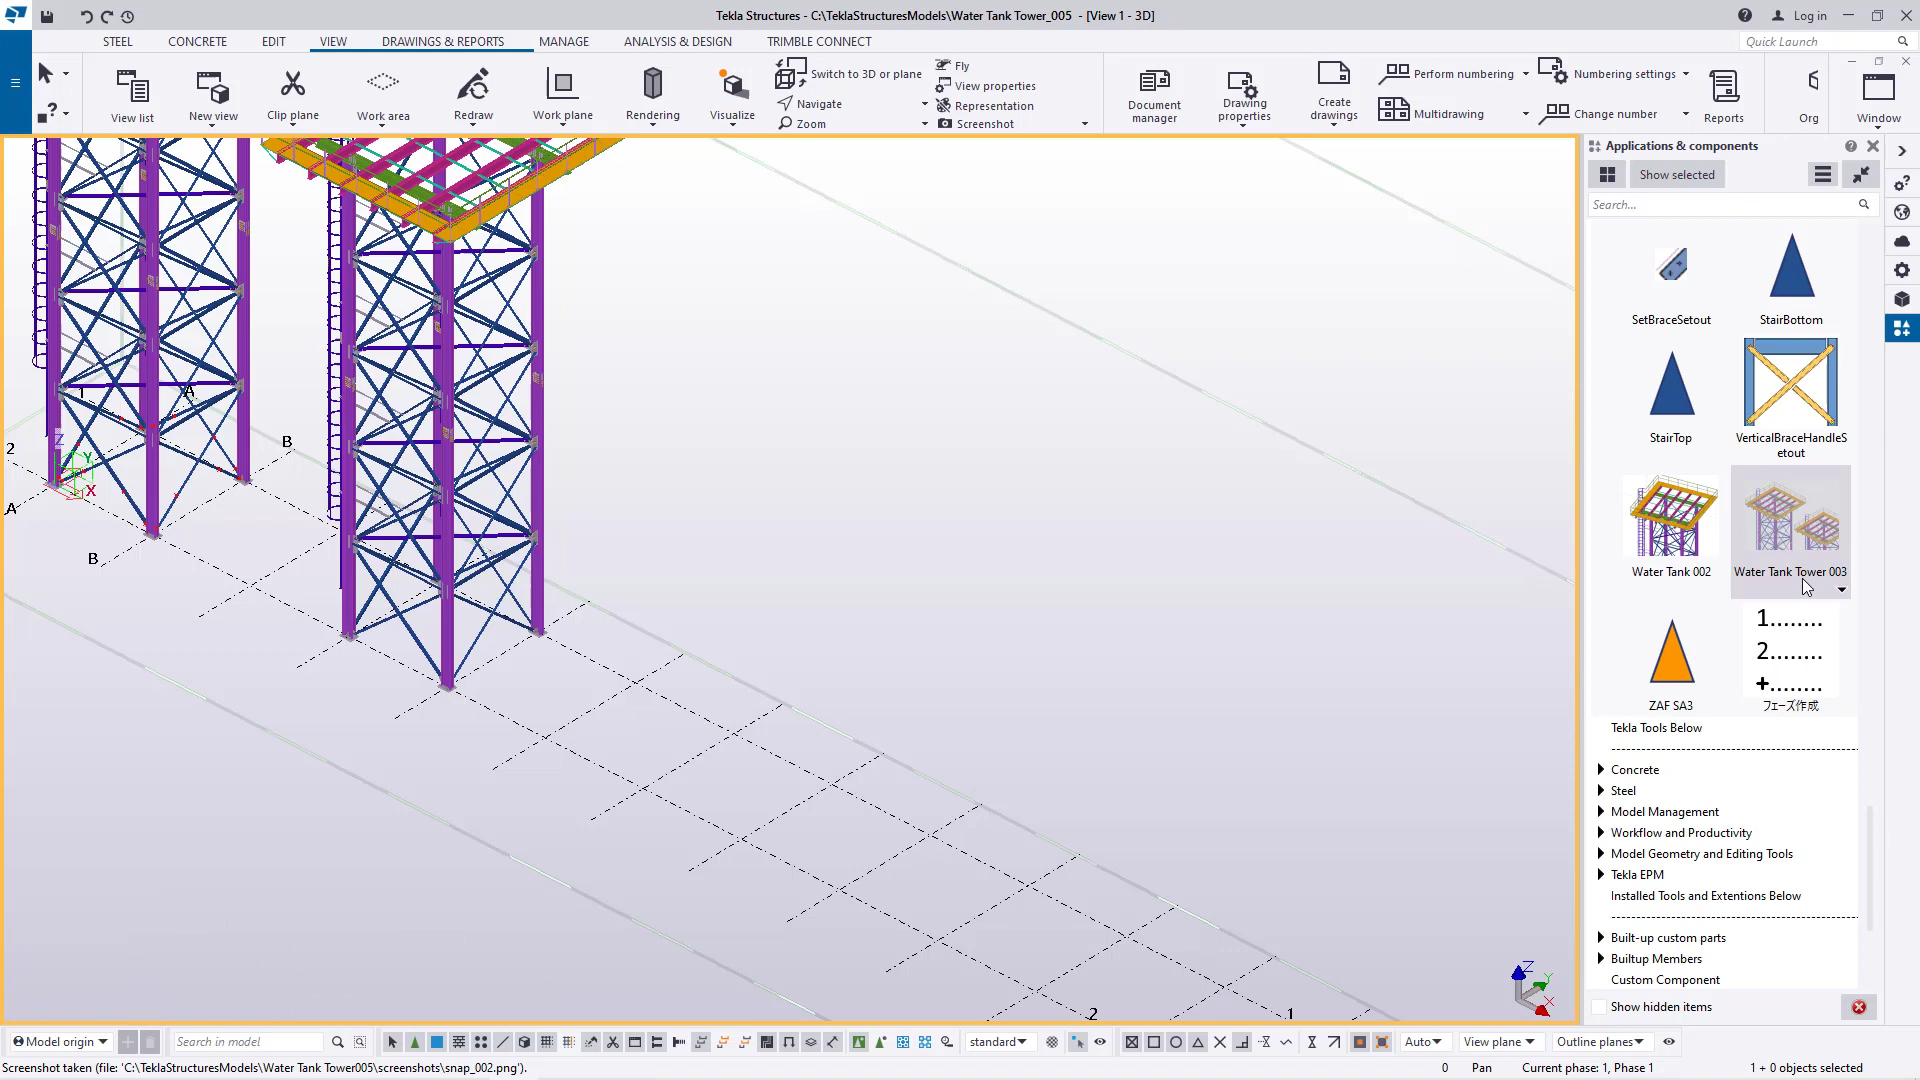 Tekla Structures - C:\TeklaStructuresModels\Water Tank Tower_005 - [View 1 - 3D]
Log in
STEEL
CONCRETE
EDIT
VIEW
DRAWINGS & REPORTS
MANAGE
ANALYSIS & DESIGN
TRIMBLE CONNECT
Quick Launch
View list
New view
Clip plane
Work area
Redraw
Work plane
Rendering
Visualize
Switch to 3D or plane
Navigate
Zoom
Fly
View properties
Representation
Screenshot
Document
manager
Drawing
properties
Create
drawings
Perform numbering
Multidrawing
Numbering settings
Change number
Reports
Org
Window
Applications & components
Show selected
Search...
SetBraceSetout
StairBottom
StairTop
VerticalBraceHandleS
etout
Water Tank 002
Water Tank Tower 003
1........
2........
+........
ZAF SA3
フェーズ作成
Tekla Tools Below
Concrete
Steel
Model Management
Workflow and Productivity
Model Geometry and Editing Tools
Tekla EPM
Installed Tools and Extentions Below
Built-up custom parts
Builtup Members
Custom Component
Show hidden items
1
A
2
B
Z
Y
X
A
B
2
1
Z
Y
X
Model origin
Search in model
standard
Auto
View plane
Outline planes
Screenshot taken (file: 'C:\TeklaStructuresModels\Water Tank Tower005\screenshots\snap_002.png').
0
Pan
Current phase: 1, Phase 1
1 + 0 objects selected